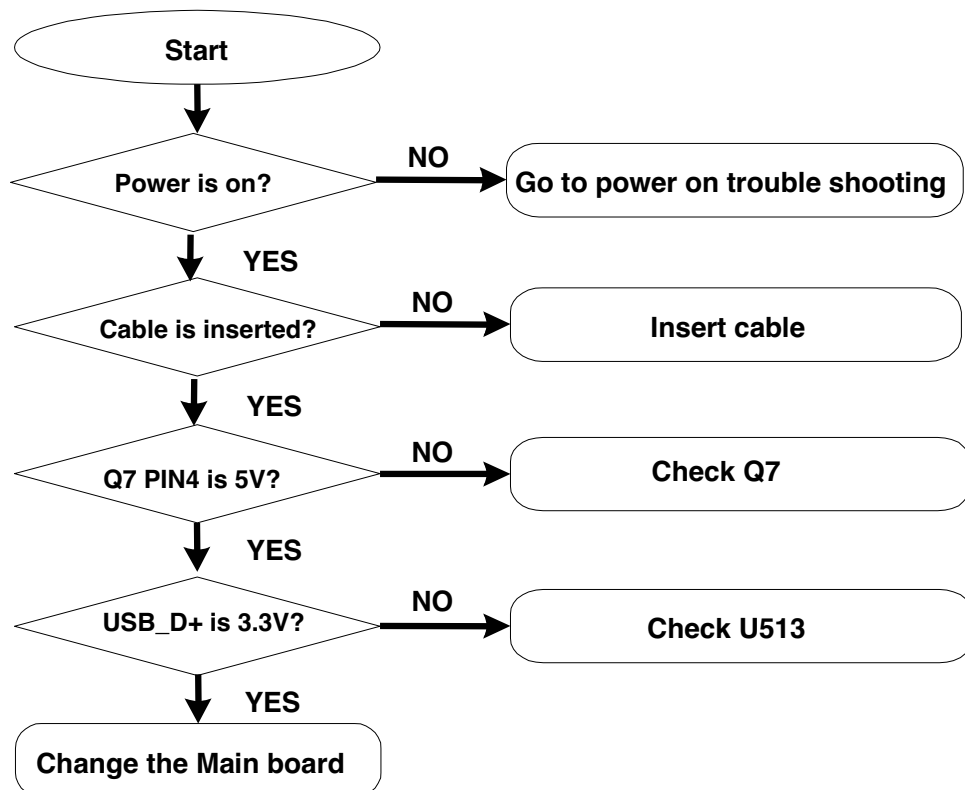 Start
Power is on?
NO
Go to power on trouble shooting
YES
Cable is inserted?
NO
Insert cable
YES
Q7 PIN4 is 5V?
NO
Check Q7
YES
USB_D+ is 3.3V?
NO
Check U513
YES
Change the Main board